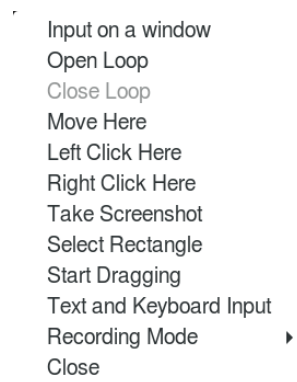 Input on a window
Open Loop
Close Loop
Move Here
Left Click Here
Right Click Here
Take Screenshot
Select Rectangle
Start Dragging
Text and Keyboard Input
Recording Mode
Close